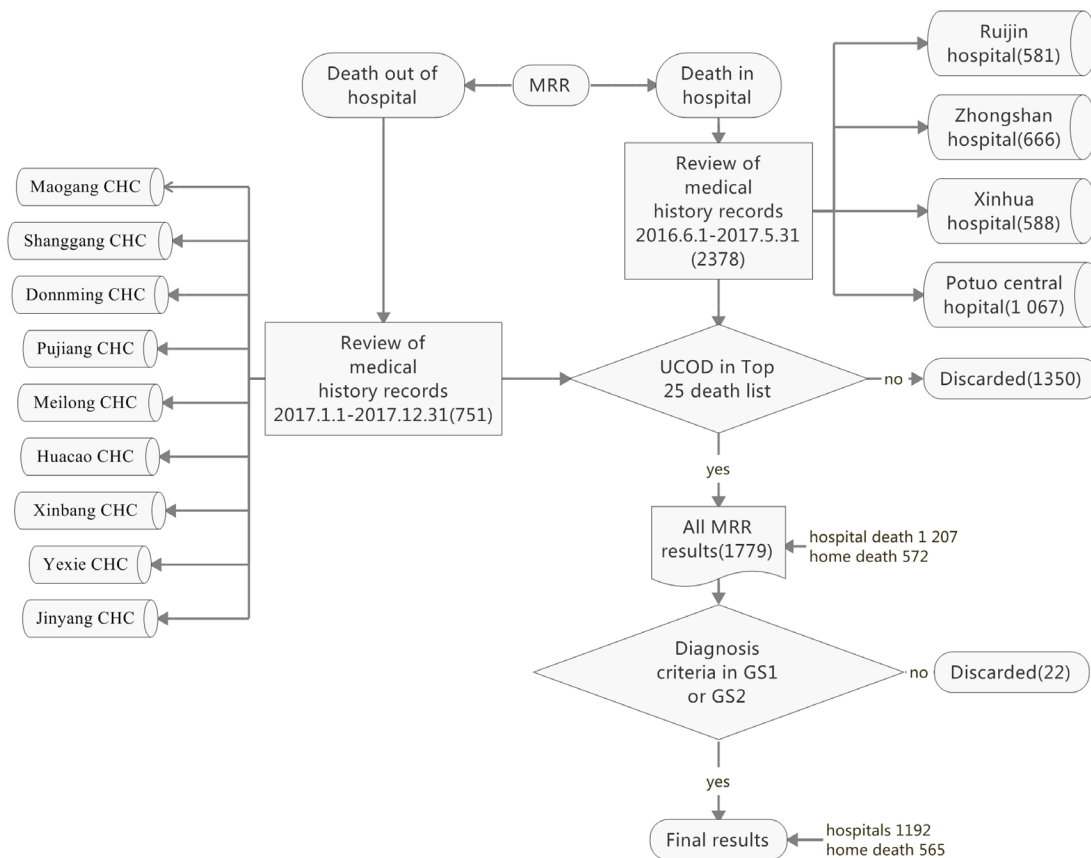 Death out of
hospital
MRR
Death in
hospital
Ruijin
hospital(581)
Zhongshan
hospital(666)
Xinhua
hospital(588)
Potuo central
hopital(1 067)
Review of
medical
history records
2016.6.1-2017.5.31
(2378)
Maogang CHC
Shanggang CHC
Donnming CHC
Pujiang CHC
Meilong CHC
Huacao CHC
Xinbang CHC
Yexie CHC
Jinyang CHC
Review of
medical
history records
2017.1.1-2017.12.31(751)
UCOD in Top
25 death list
no
Discarded(1350)
yes
All MRR
results(1779)
hospital death 1 207
home death 572
Diagnosis
criteria in GS1
or GS2
no
Discarded(22)
yes
Final results
hospitals 1192
home death 565